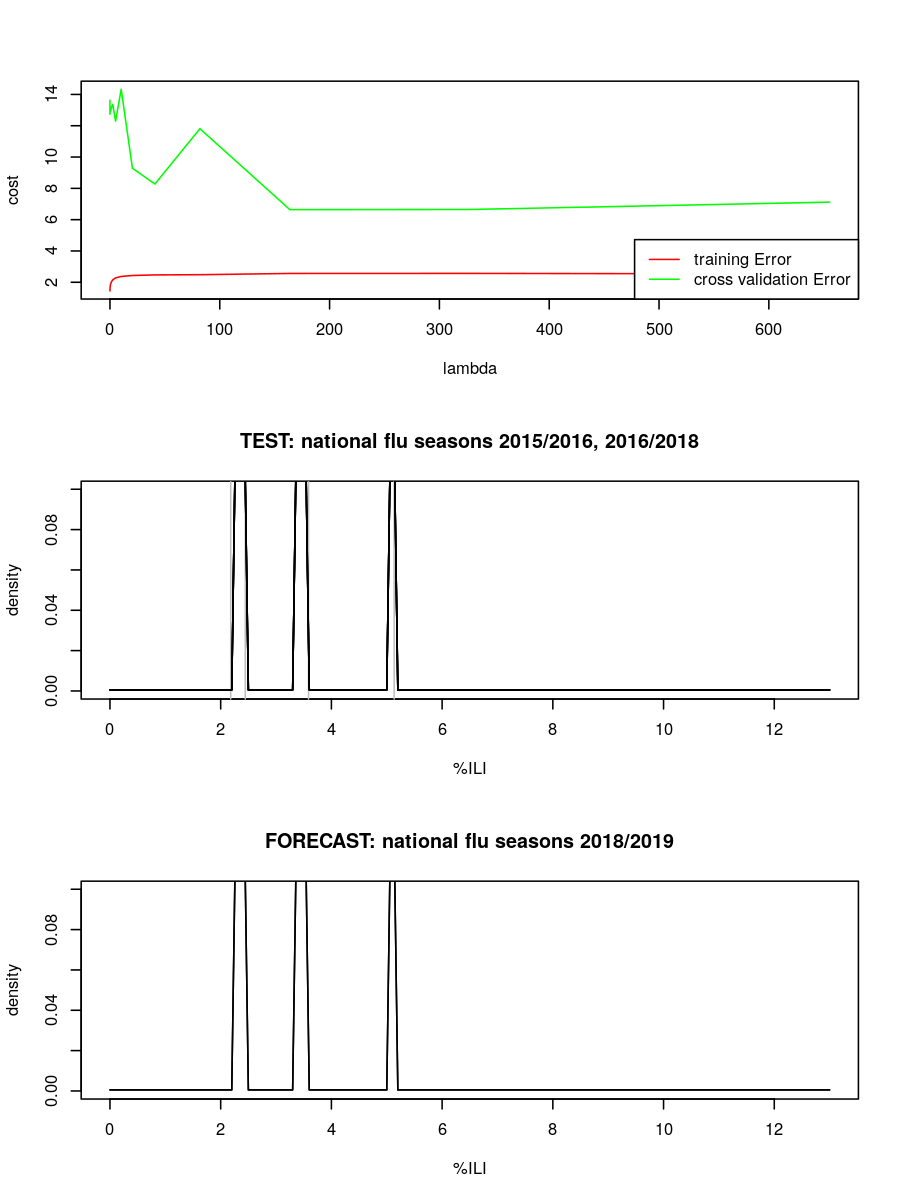 cost
14
10
8
6
4
2
training Error
cross validation Error
0 100 200 300 400 500 600
lambda
TEST: national flu seasons 2015/2016, 2016/2018
density
0.08
0.04
0.00
0 2 4 6 8 10 12
%ILI
FORECAST: national flu seasons 2018/2019
density
0.08
0.04
0.00
0 2 4 6 8 10 12
%ILI